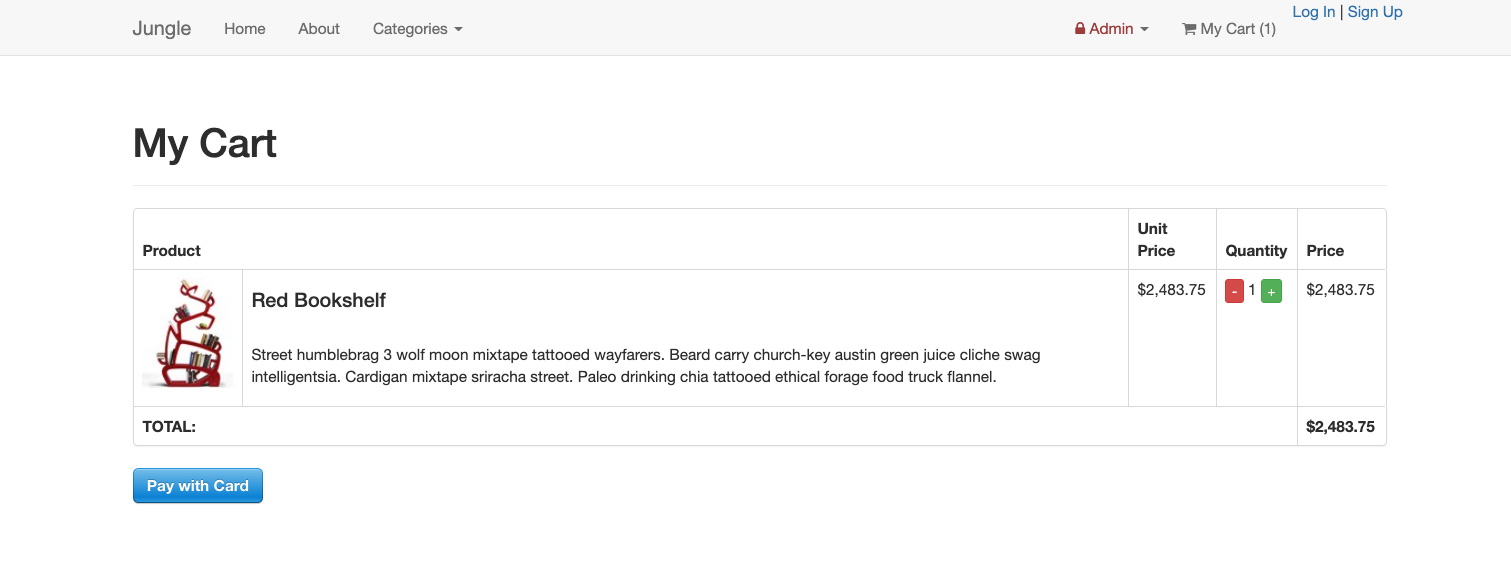 Jungle Home About Categories Admin My Cart (1) Log In | Sign Up
My Cart
Product Unit Price Quantity Price
Red Bookshelf $2,483.75 - 1 + $2,483.75
Street humblebrag 3 wolf moon mixtape tattooed wayfarers. Beard carry church-key austin green juice cliche swag
intelligentsia. Cardigan mixtape sriracha street. Paleo drinking chia tattooed ethical forage food truck flannel.
TOTAL: $2,483.75
Pay with Card